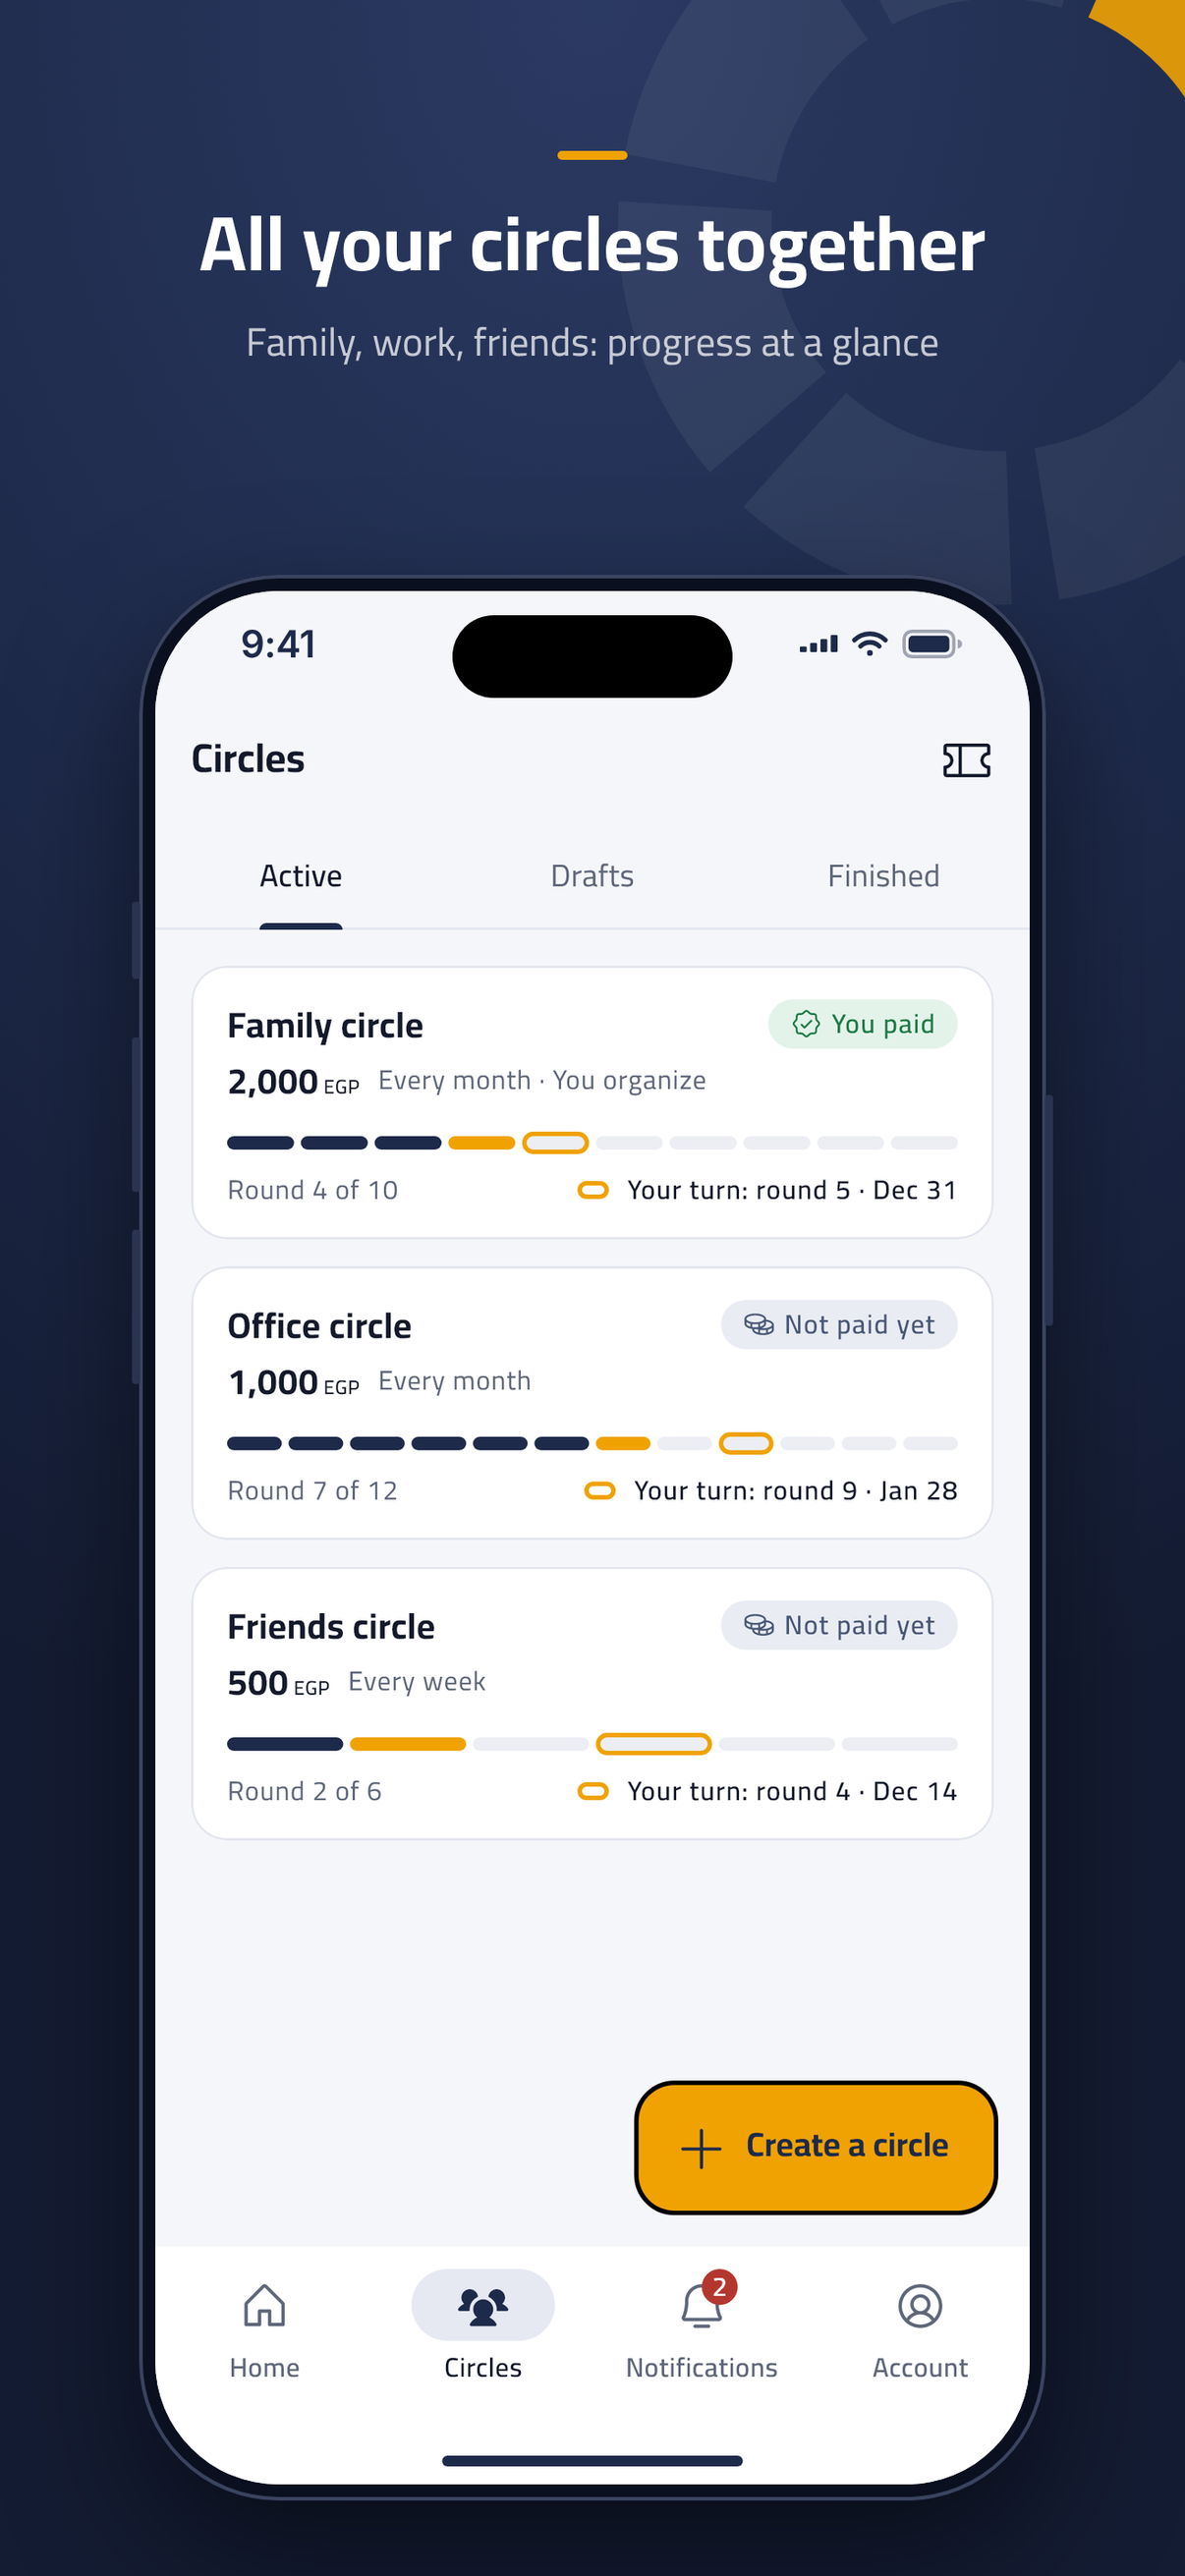 All your circles together
Family, work, friends: progress at a glance
9:41
Circles
Active Drafts Finished
Family circle You paid
2,000 EGP Every month · You organize
Round 4 of 10 Your turn: round 5 · Dec 31
Office circle Not paid yet
1,000 EGP Every month
Round 7 of 12 Your turn: round 9 · Jan 28
Friends circle Not paid yet
500 EGP Every week
Round 2 of 6 Your turn: round 4 · Dec 14
Create a circle
2
Home Circles Notifications Account